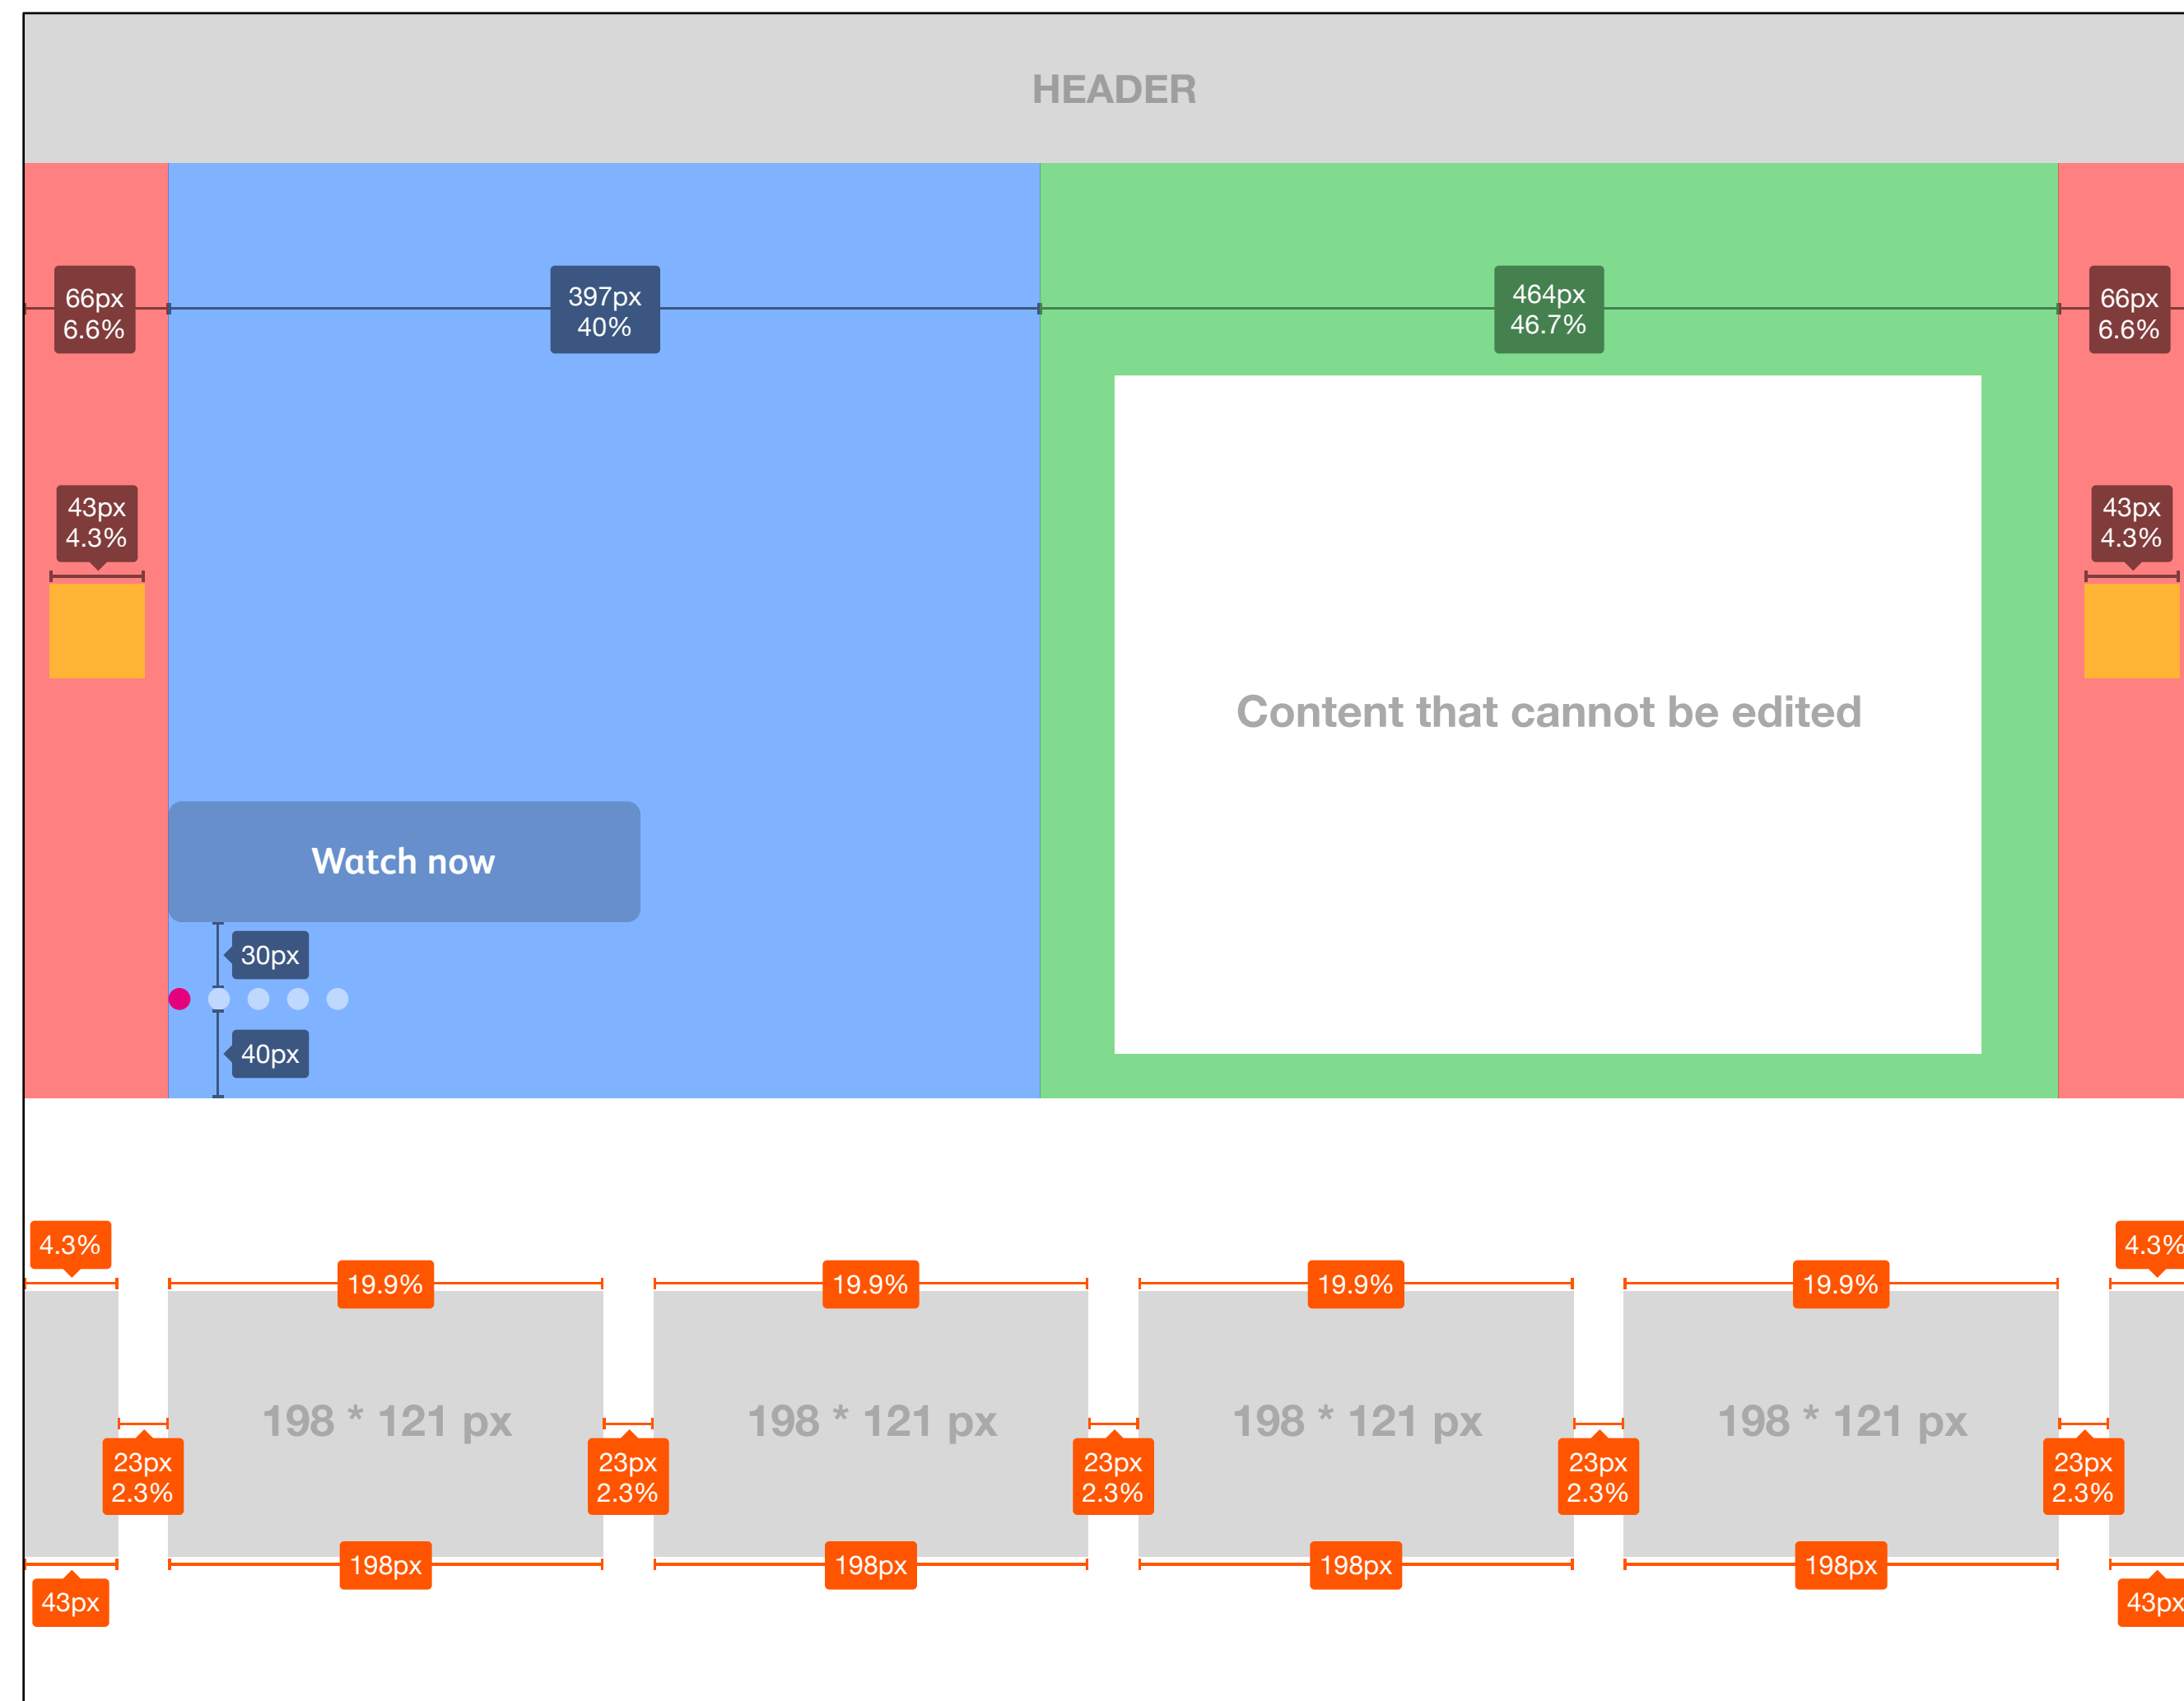 HEADER
66px
6.6%
397px
40%
464px
46.7%
66px
6.6%
43px
4.3%
43px
4.3%
Content that cannot be edited
Watch now
30px
40px
4.3%
19.9%
19.9%
19.9%
19.9%
4.3%
198 * 121 px
198 * 121 px
198 * 121 px
198 * 121 px
23px
2.3%
23px
2.3%
23px
2.3%
23px
2.3%
23px
2.3%
198px
198px
198px
198px
43px
43px